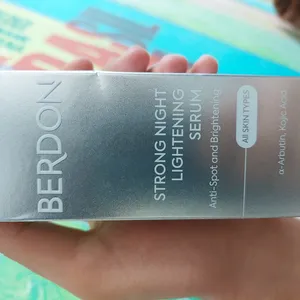 BERDON
STRONG NIGHT
LIGHTENING
SERUM
Anti-Spot and Brightening
All SKIN TYPES
α-Arbutin, Kojic Acid